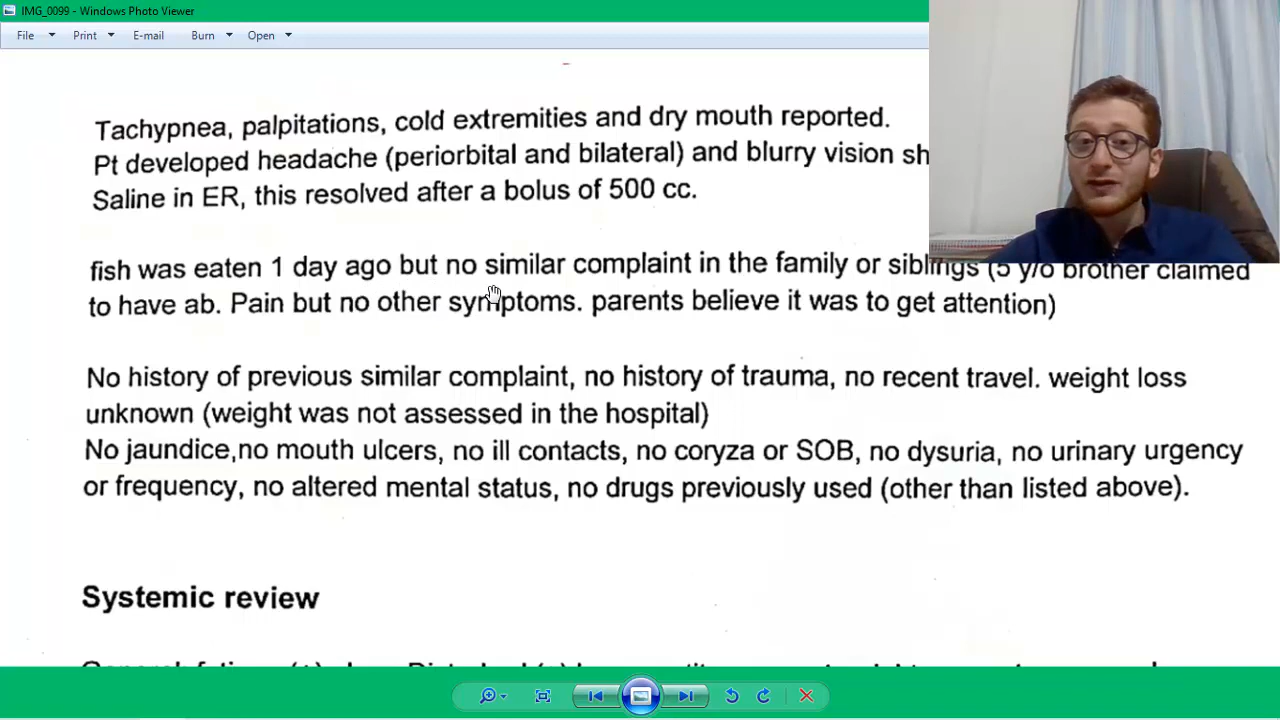 IMG_0099 - Windows Photo Viewer
File Print E-mail Burn Open
Tachypnea, palpitations, cold extremities and dry mouth reported.
Pt developed headache (periorbital and bilateral) and blurry vision
Saline in ER, this resolved after a bolus of 500 cc.
fish was eaten 1 day ago but no similar complaint in the family or siblings (5 y/o brother claimed
to have ab. Pain but no other symptoms. parents believe it was to get attention)
No history of previous similar complaint, no history of trauma, no recent travel. weight loss
unknown (weight was not assessed in the hospital)
No jaundice,no mouth ulcers, no ill contacts, no coryza or SOB, no dysuria, no urinary urgency
or frequency, no altered mental status, no drugs previously used (other than listed above).
Systemic review